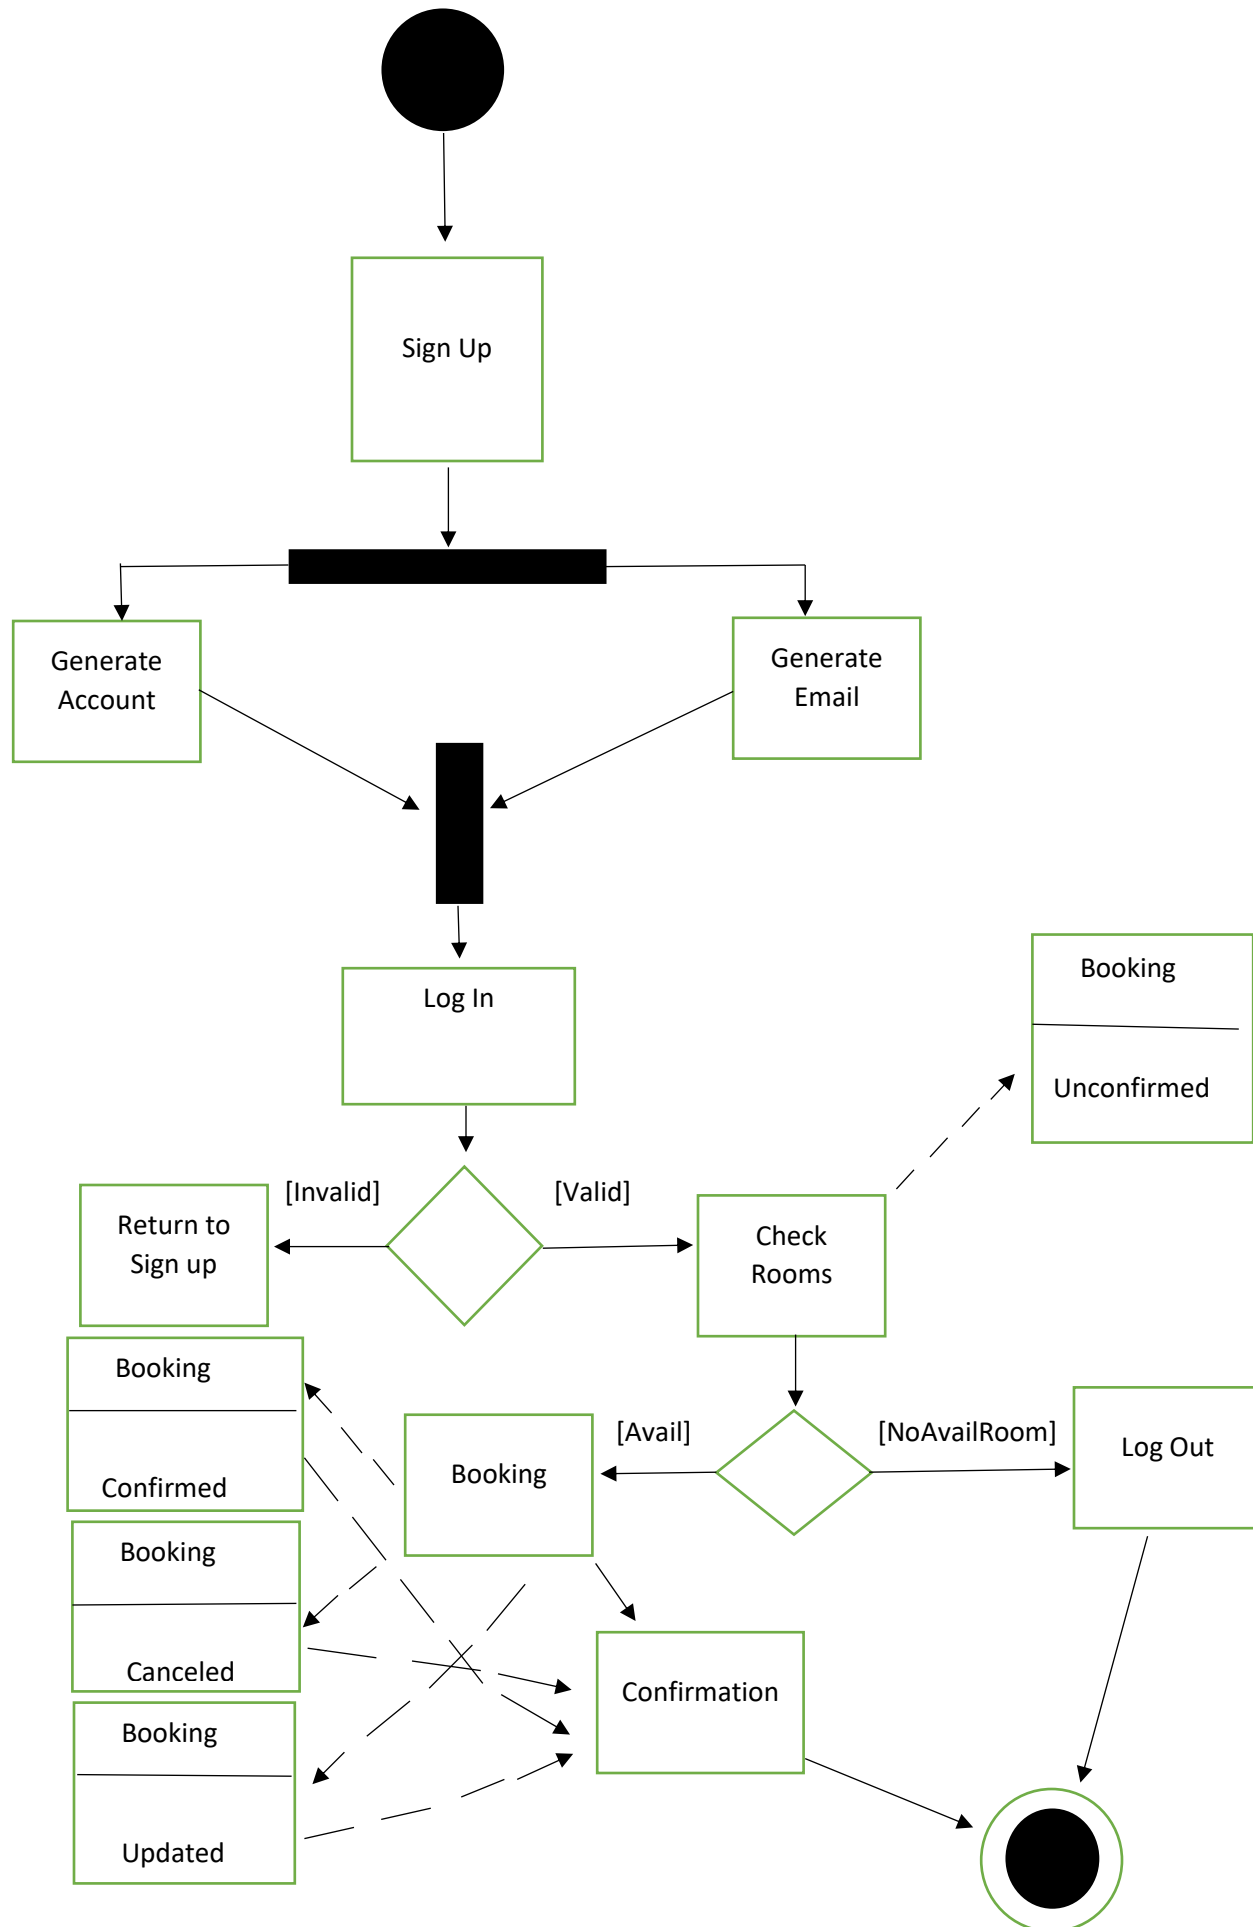 Sign Up
Generate
Account
Generate
Email
Log In
Booking
Unconfirmed
[Invalid]
[Valid]
Return to
Sign up
Check
Rooms
Booking
Confirmed
[Avail]
[NoAvailRoom]
Booking
Log Out
Booking
Canceled
Confirmation
Booking
Updated